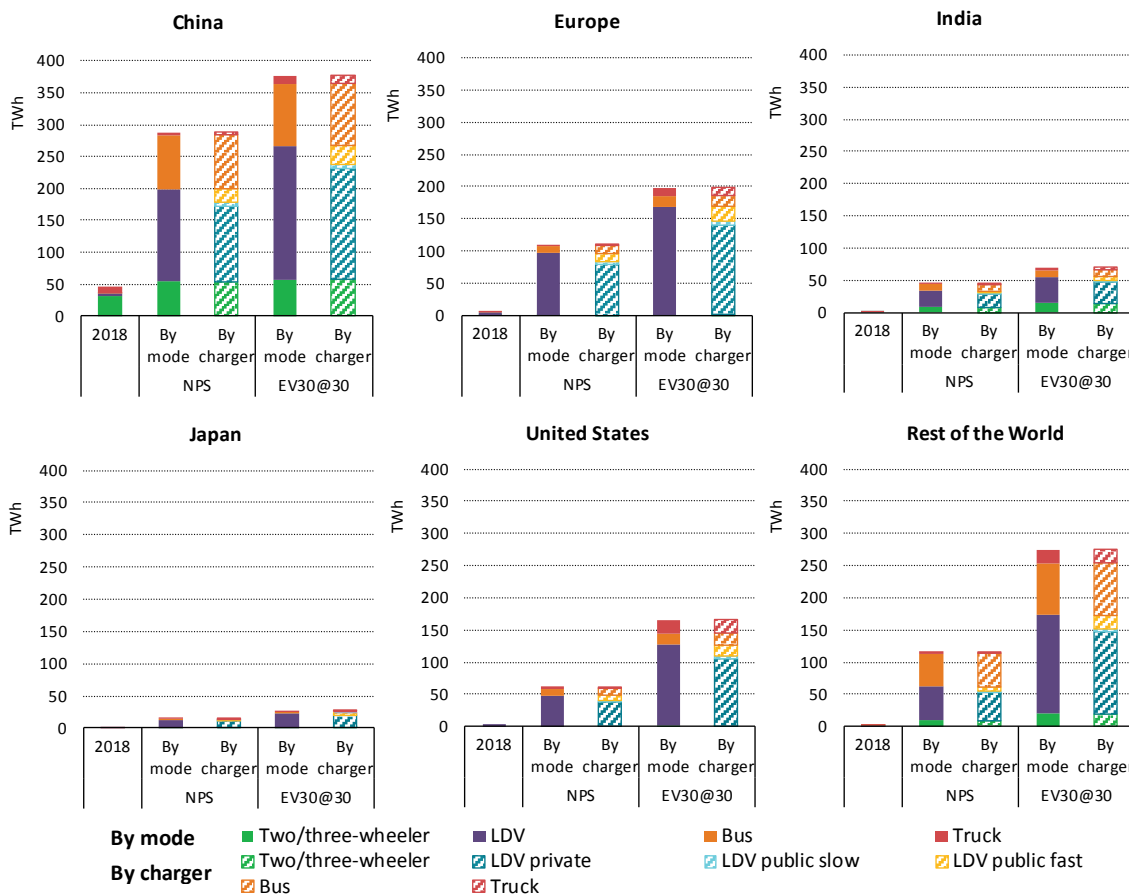 China
Europe
India
TWh
400
350
300
250
200
150
100
50
0
2018
By mode
By charger
By mode
By charger
NPS
EV30@30
TWh
400
350
300
250
200
150
100
50
0
2018
By mode
By charger
By mode
By charger
NPS
EV30@30
TWh
400
350
300
250
200
150
100
50
0
2018
By mode
By charger
By mode
By charger
NPS
EV30@30
Japan
United States
Rest of the World
TWh
400
350
300
250
200
150
100
50
0
2018
By mode
By charger
By mode
By charger
NPS
EV30@30
TWh
400
350
300
250
200
150
100
50
0
2018
By mode
By charger
By mode
By charger
NPS
EV30@30
TWh
400
350
300
250
200
150
100
50
0
2018
By mode
By charger
By mode
By charger
NPS
EV30@30
By mode
Two/three-wheeler
LDV
Bus
Truck
By charger
Two/three-wheeler
LDV private
LDV public slow
LDV public fast
Bus
Truck